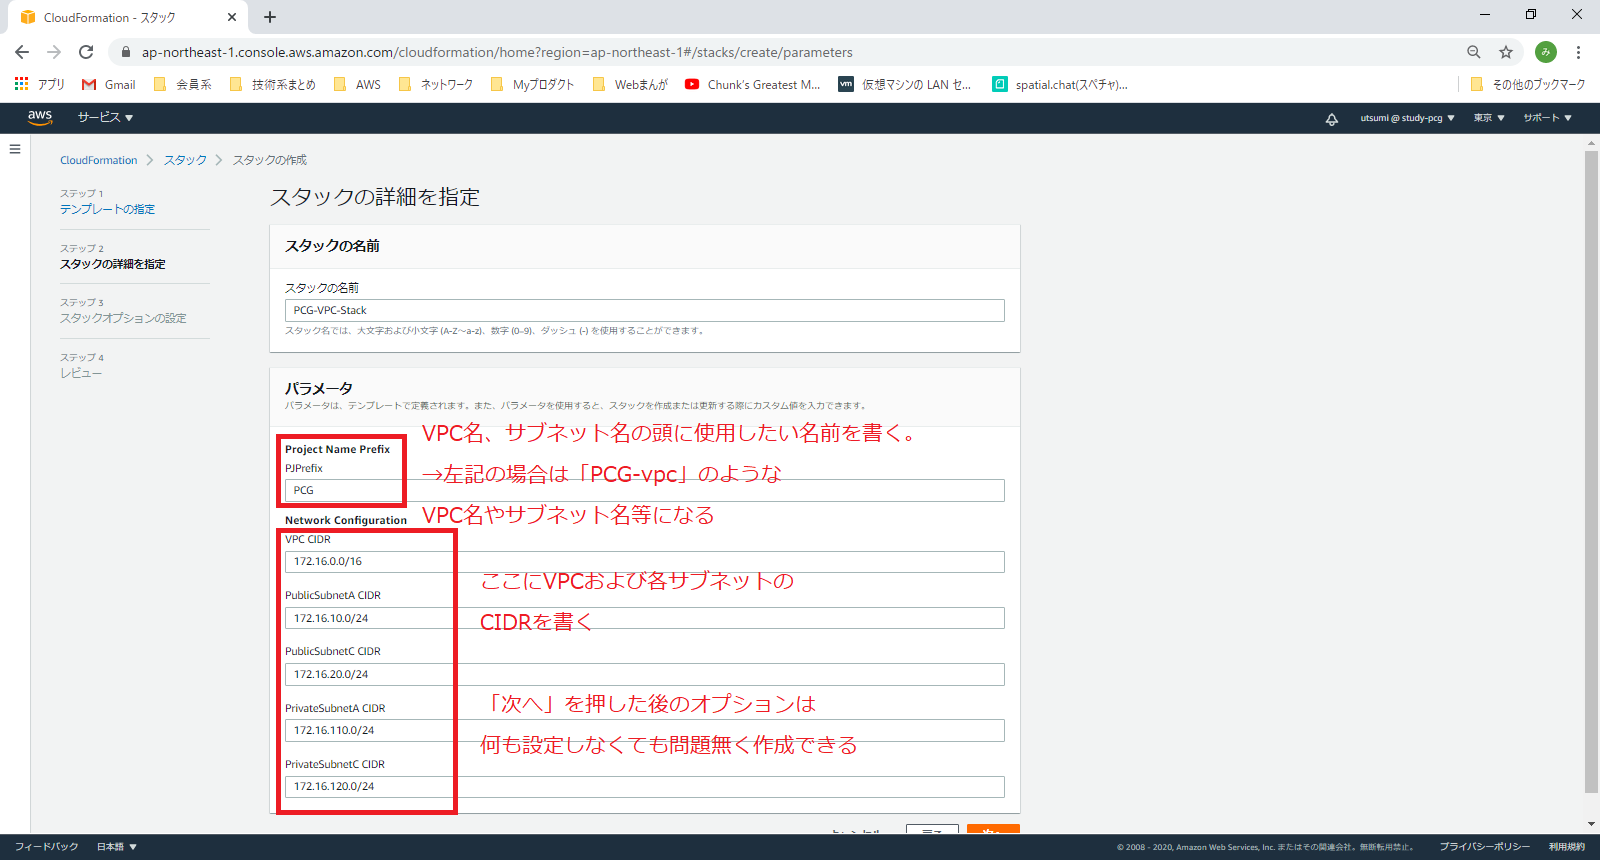 CloudFormation - スタック
ap-northeast-1.console.aws.amazon.com/cloudformation/home?region=ap-northeast-1#/stacks/create/parameters
み
アプリ Gmail 会員系 技術系まとめ AWS ネットワーク Myプロダクト Webまんが Chunk's Greatest M... vm 仮想マシンの LAN セ... spatial.chat(スペチャ)... その他のブックマーク
aws サービス utsumi @ study-pcg 東京 サポート
CloudFormation スタック スタックの作成
ステップ 1
テンプレートの指定
ステップ 2
スタックの詳細を指定
ステップ 3
スタックオプションの設定
ステップ 4
レビュー
スタックの詳細を指定
スタックの名前
スタックの名前
PCG-VPC-Stack
スタック名では、大文字および小文字 (A-Z～a-z)、数字 (0-9)、ダッシュ (-) を使用することができます。
パラメータ
パラメータは、テンプレートで定義されます。また、パラメータを使用すると、スタックを作成または更新する際にカスタム値を入力できます。
VPC名、サブネット名の頭に使用したい名前を書く。
→左記の場合は「PCG-vpc」のような
VPC名やサブネット名等になる
Project Name Prefix
PJPrefix
PCG
Network Configuration
VPC CIDR
172.16.0.0/16
PublicSubnetA CIDR
172.16.10.0/24
PublicSubnetC CIDR
172.16.20.0/24
PrivateSubnetA CIDR
172.16.110.0/24
PrivateSubnetC CIDR
172.16.120.0/24
ここにVPCおよび各サブネットの
CIDRを書く
「次へ」を押した後のオプションは
何も設定しなくても問題無く作成できる
フィードバック 日本語 © 2008 - 2020, Amazon Web Services, Inc. またはその関連会社。無断転用禁止。 プライバシーポリシー 利用規約